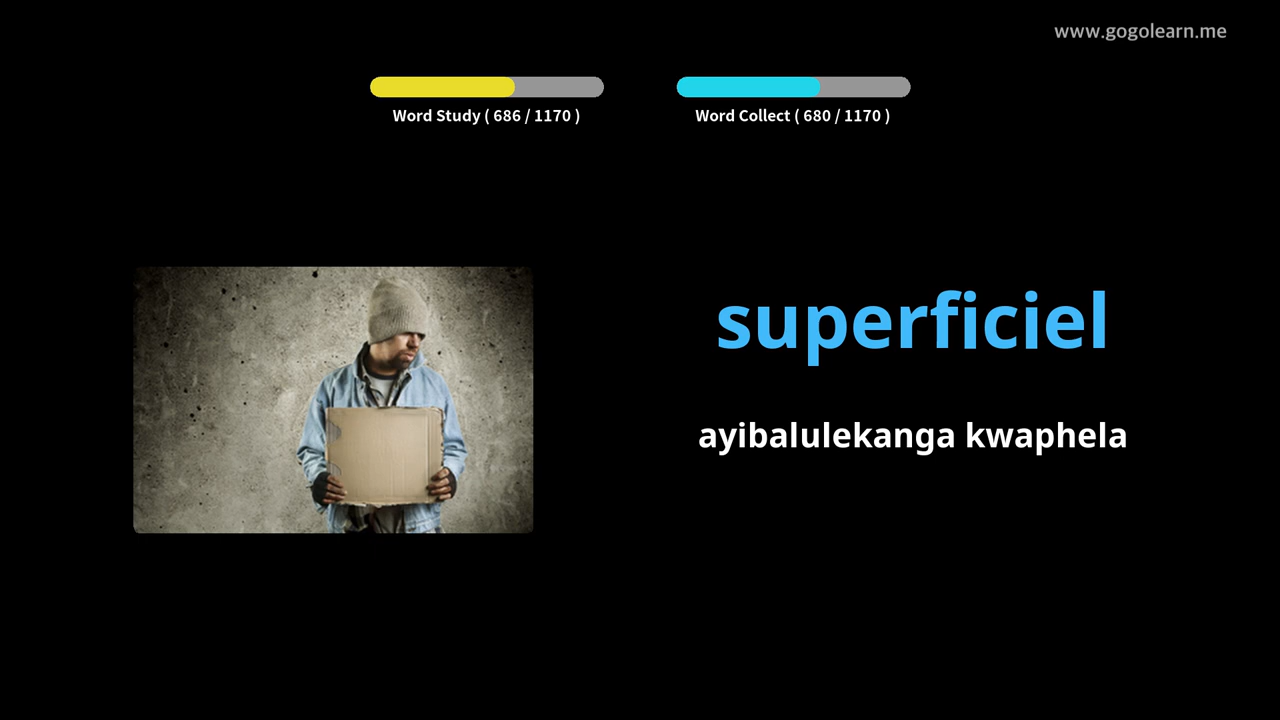 www.gogolearn.me
Word Study ( 686 / 1170 )
Word Collect ( 680 / 1170 )
superficiel
ayibalulekanga kwaphela